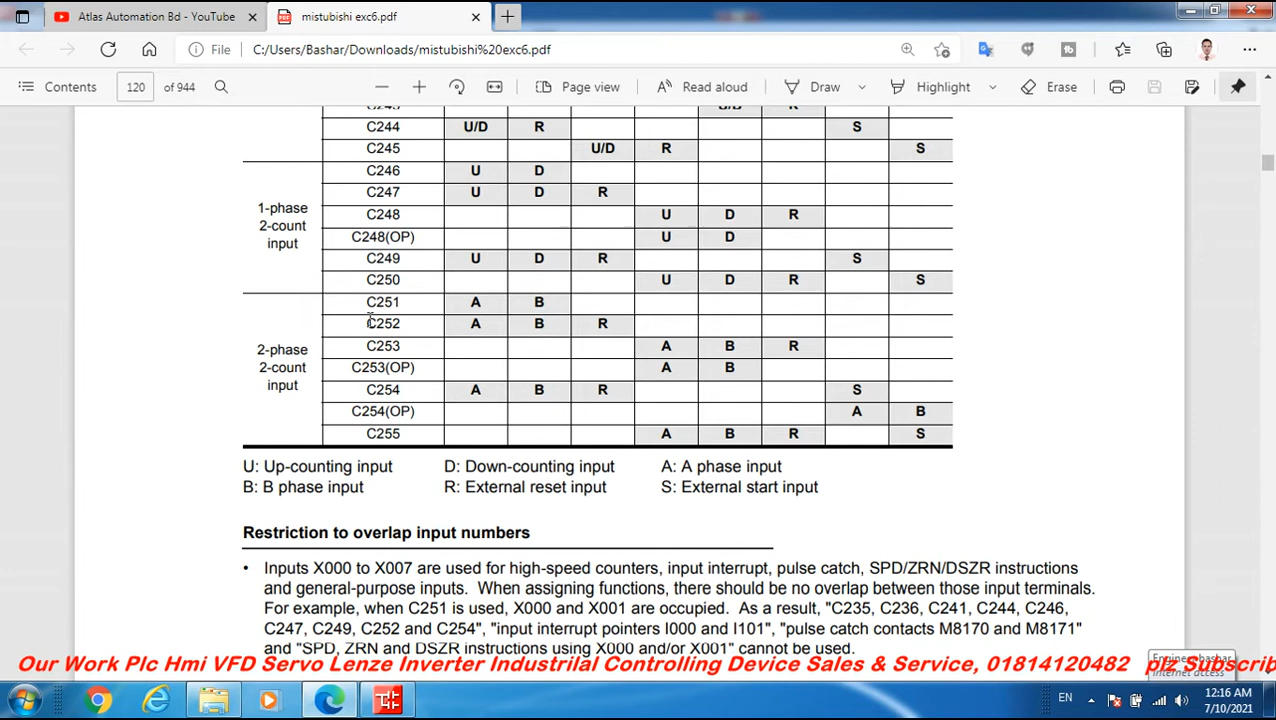 Atlas Automation Bd - YouTube
mistubishi exc6.pdf
File C:/Users/Bashar/Downloads/mistubishi%20exc6.pdf
Contents 120 of 944 Page view Read aloud Draw Highlight Erase
U/D R
C244 U/D R S
C245 U/D R S
C246 U D
C247 U D R
1-phase
2-count
input
C248 U D R
C248(OP) U D
C249 U D R S
C250 U D R S
C251 A B
C252 A B R
2-phase
2-count
input
C253 A B R
C253(OP) A B
C254 A B R S
C254(OP) A B
C255 A B R S
U: Up-counting input D: Down-counting input A: A phase input
B: B phase input R: External reset input S: External start input
Restriction to overlap input numbers
• Inputs X000 to X007 are used for high-speed counters, input interrupt, pulse catch, SPD/ZRN/DSZR instructions
and general-purpose inputs. When assigning functions, there should be no overlap between those input terminals.
For example, when C251 is used, X000 and X001 are occupied. As a result, "C235, C236, C241, C244, C246,
C247, C249, C252 and C254", "input interrupt pointers I000 and I101", "pulse catch contacts M8170 and M8171"
and "SPD, ZRN and DSZR instructions using X000 and/or X001" cannot be used.
Our Work Plc Hmi VFD Servo Lenze Inverter Industrilal Controlling Device Sales & Service, 01814120482 plz Subscrib
Internet access
EN
12:16 AM
7/10/2021